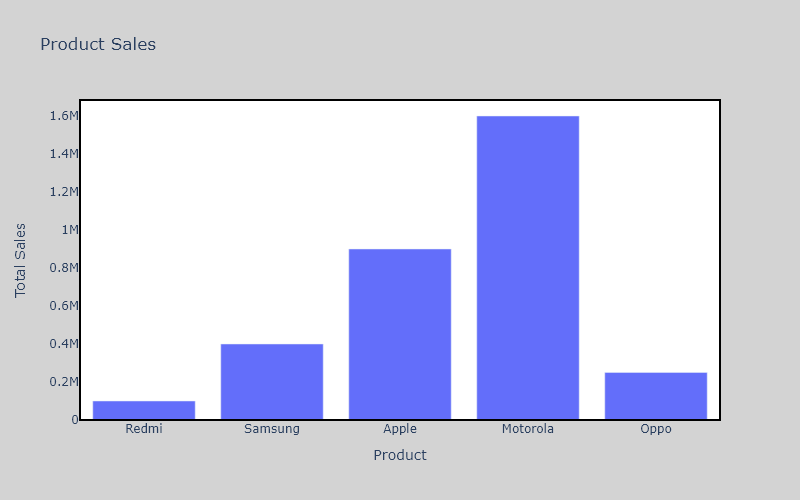 Product Sales
1.6M
1.4M
1.2M
1M
0.8M
0.6M
0.4M
0.2M
0
Total Sales
Redmi Samsung Apple Motorola Oppo
Product